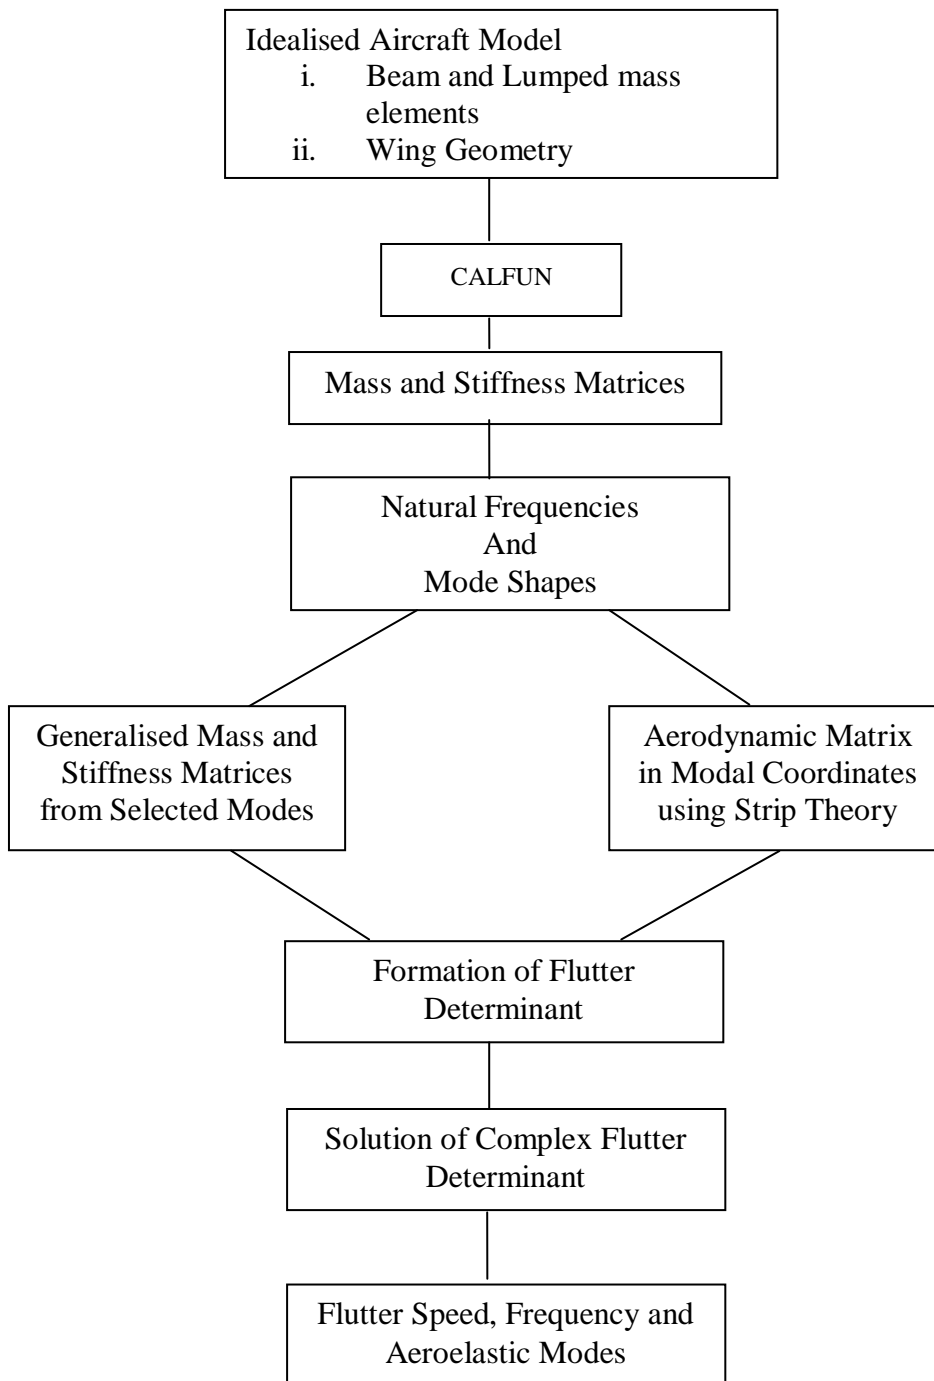 Idealised Aircraft Model
i. Beam and Lumped mass
elements
ii. Wing Geometry
CALFUN
Mass and Stiffness Matrices
Natural Frequencies
And
Mode Shapes
Generalised Mass and
Stiffness Matrices
from Selected Modes
Aerodynamic Matrix
in Modal Coordinates
using Strip Theory
Formation of Flutter
Determinant
Solution of Complex Flutter
Determinant
Flutter Speed, Frequency and
Aeroelastic Modes